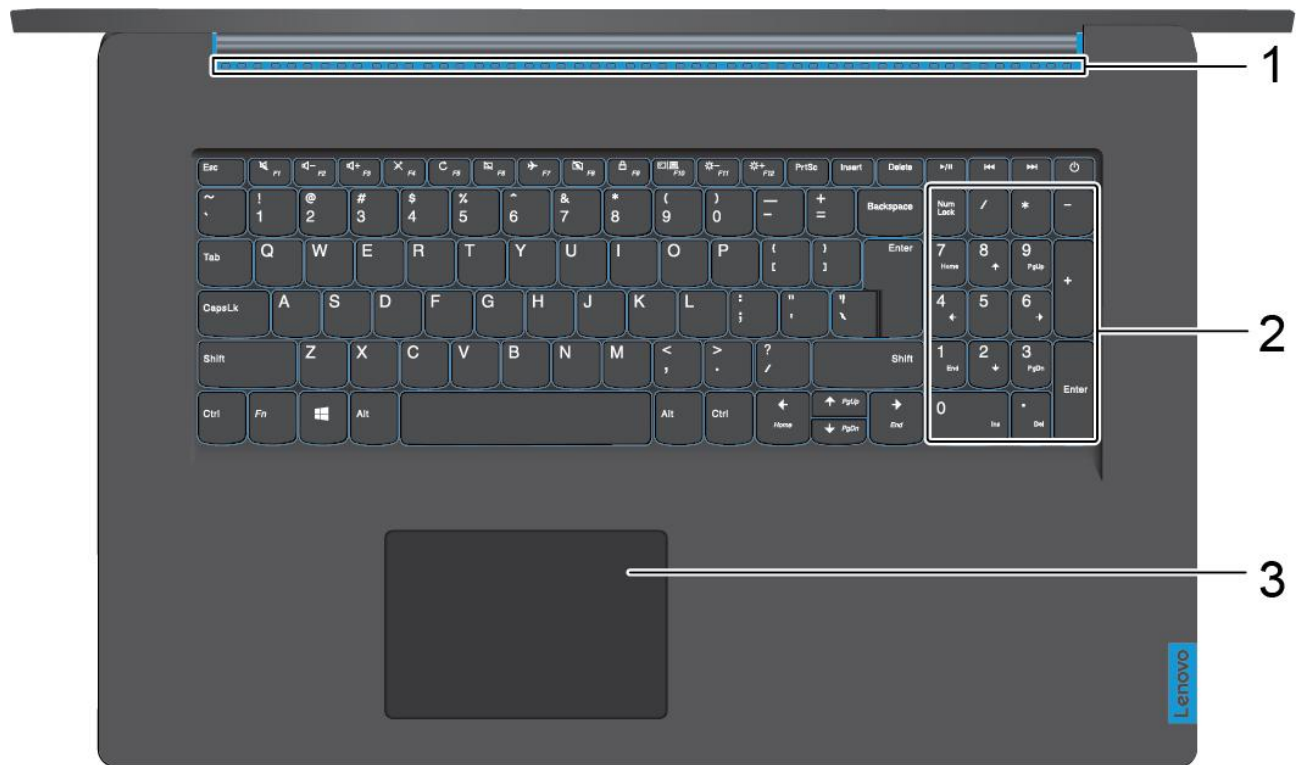 1
Esc F1 F2 F3 F4 F5 F6 F7 F8 F9 F10 F11 F12 PrtSc Insert Delete
~ ! @ # $ % ^ & * ( ) — +
` 1 2 3 4 5 6 7 8 9 0 - = Backspace Num Lock / * -
Tab Q W E R T Y U I O P { } Enter 7 8 9
[ ] Home PgUp +
CapsLk A S D F G H J K L : " 4 5 6
; ' \
2
Shift Z X C V B N M < > ? Shift 1 2 3
, . / End PgDn Enter
Ctrl Fn Alt Alt Ctrl Home PgUp End 0 .
PgDn Ins Del
3
Lenovo